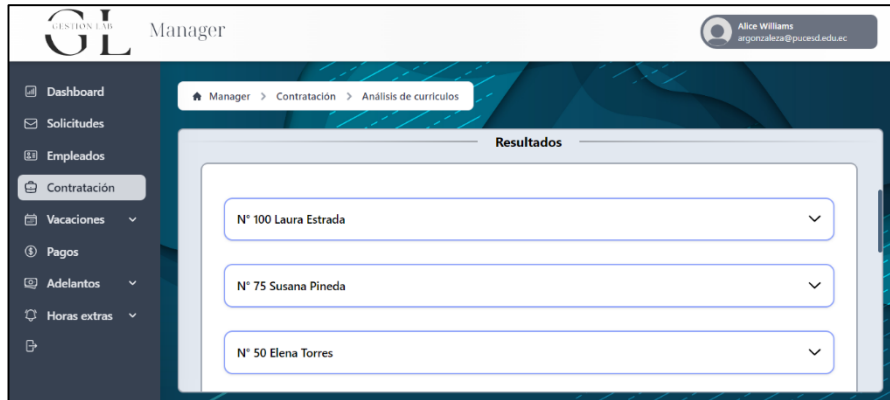 GESTION LAB
GL
Manager
Alice Williams
argonzaleza@pucesd.edu.ec
Dashboard
Solicitudes
Empleados
Contratación
Vacaciones
Pagos
Adelantos
Horas extras
Manager > Contratación > Análisis de curriculos
Resultados
N° 100 Laura Estrada
N° 75 Susana Pineda
N° 50 Elena Torres